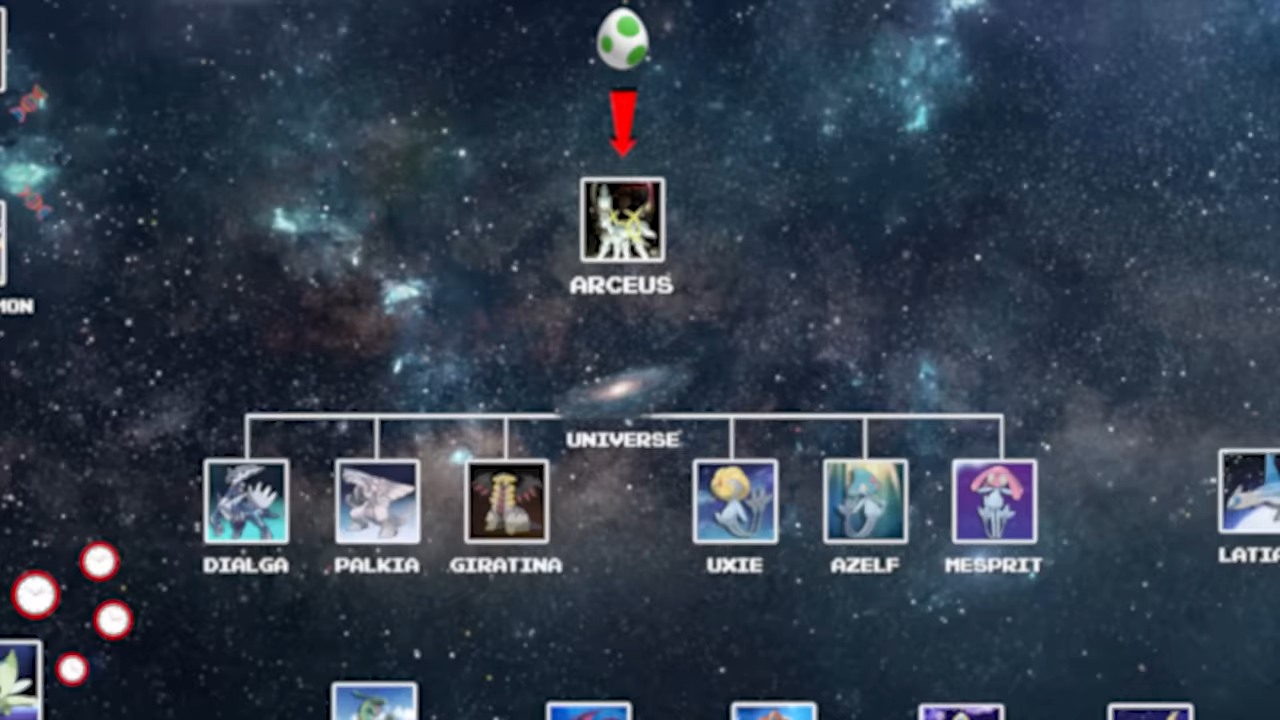 ARCEUS
MON
UNIVERSE
DIALGA PALKIA GIRATINA UXIE AZELF MESPRIT
LATIA